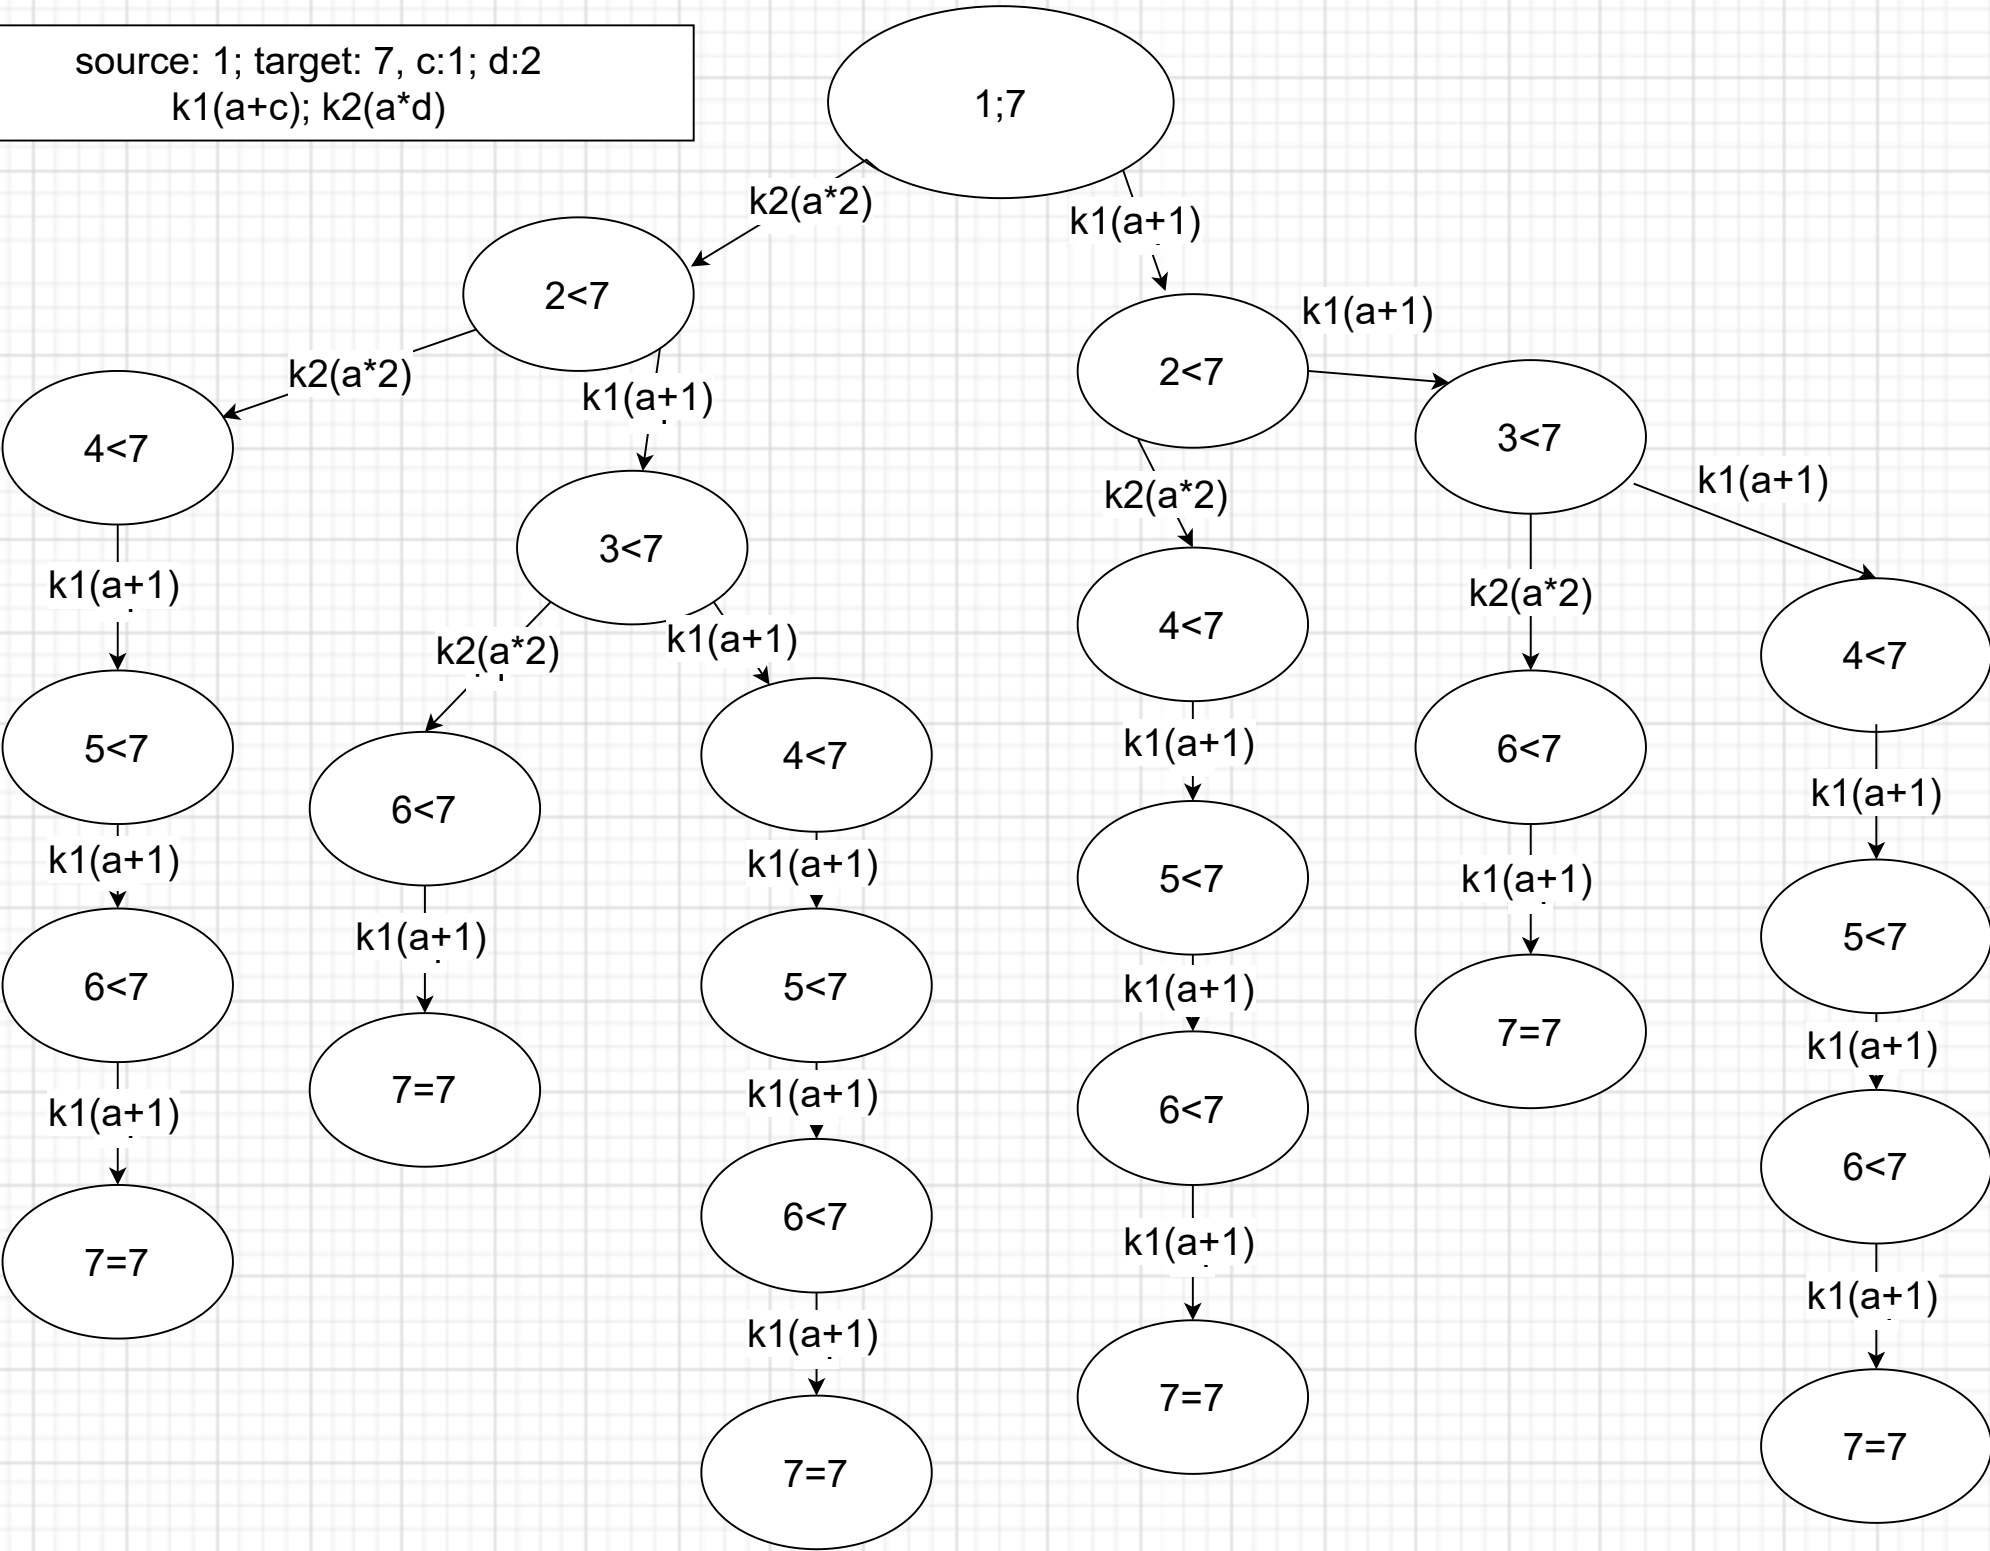 source: 1; target: 7, c:1; d:2
k1(a+c); k2(a*d)
1;7
k2(a*2)
k1(a+1)
2<7
k1(a+1)
2<7
k2(a*2)
k1(a+1)
3<7
4<7
k1(a+1)
k2(a*2)
3<7
k1(a+1)
k2(a*2)
4<7
k2(a*2)
k1(a+1)
4<7
5<7
k1(a+1)
6<7
4<7
6<7
k1(a+1)
k1(a+1)
k1(a+1)
5<7
k1(a+1)
5<7
k1(a+1)
6<7
k1(a+1)
5<7
k1(a+1)
7=7
k1(a+1)
7=7
k1(a+1)
k1(a+1)
6<7
6<7
7=7
6<7
k1(a+1)
k1(a+1)
k1(a+1)
7=7
7=7
7=7